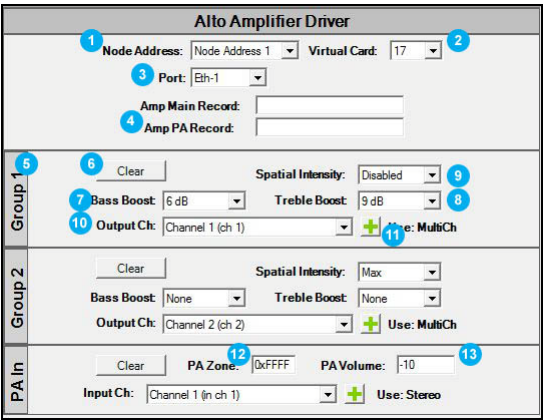 Alto Amplifier Driver
1 Node Address: Node Address 1 Virtual Card: 17 2
3 Port: Eth-1
Amp Main Record:
4 Amp PA Record:
5 Group 1
6 Clear Spatial Intensity: Disabled 9
7 Bass Boost: 6 dB Treble Boost: 9 dB 8
10 Output Ch: Channel 1 (ch 1) 11 Use: MultiCh
Group 2
Clear Spatial Intensity: Max
Bass Boost: None Treble Boost: None
Output Ch: Channel 2 (ch 2) Use: MultiCh
PA In
Clear PA Zone: 12 0xFFFF PA Volume: -10 13
Input Ch: Channel 1 (in ch 1) Use: Stereo